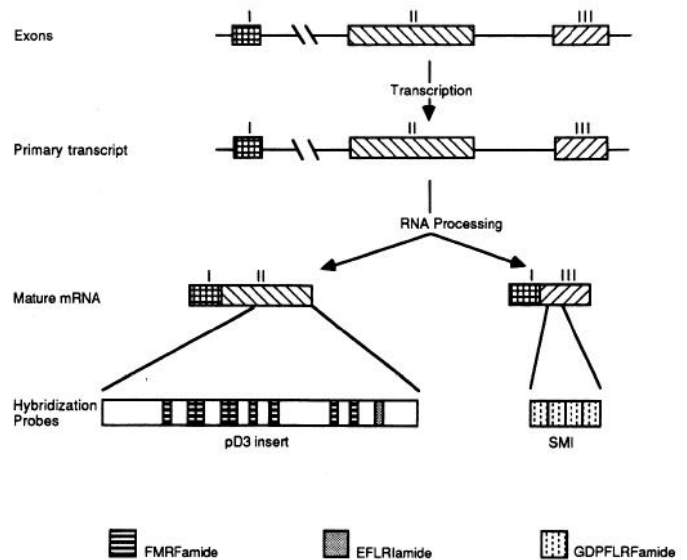 I II III
Exons
Transcription
I II III
Primary transcript
RNA Processing
I II I III
Mature mRNA
Hybridization
Probes
pD3 insert SMI
FMRFamide EFLRIamide GDPFLRFamide